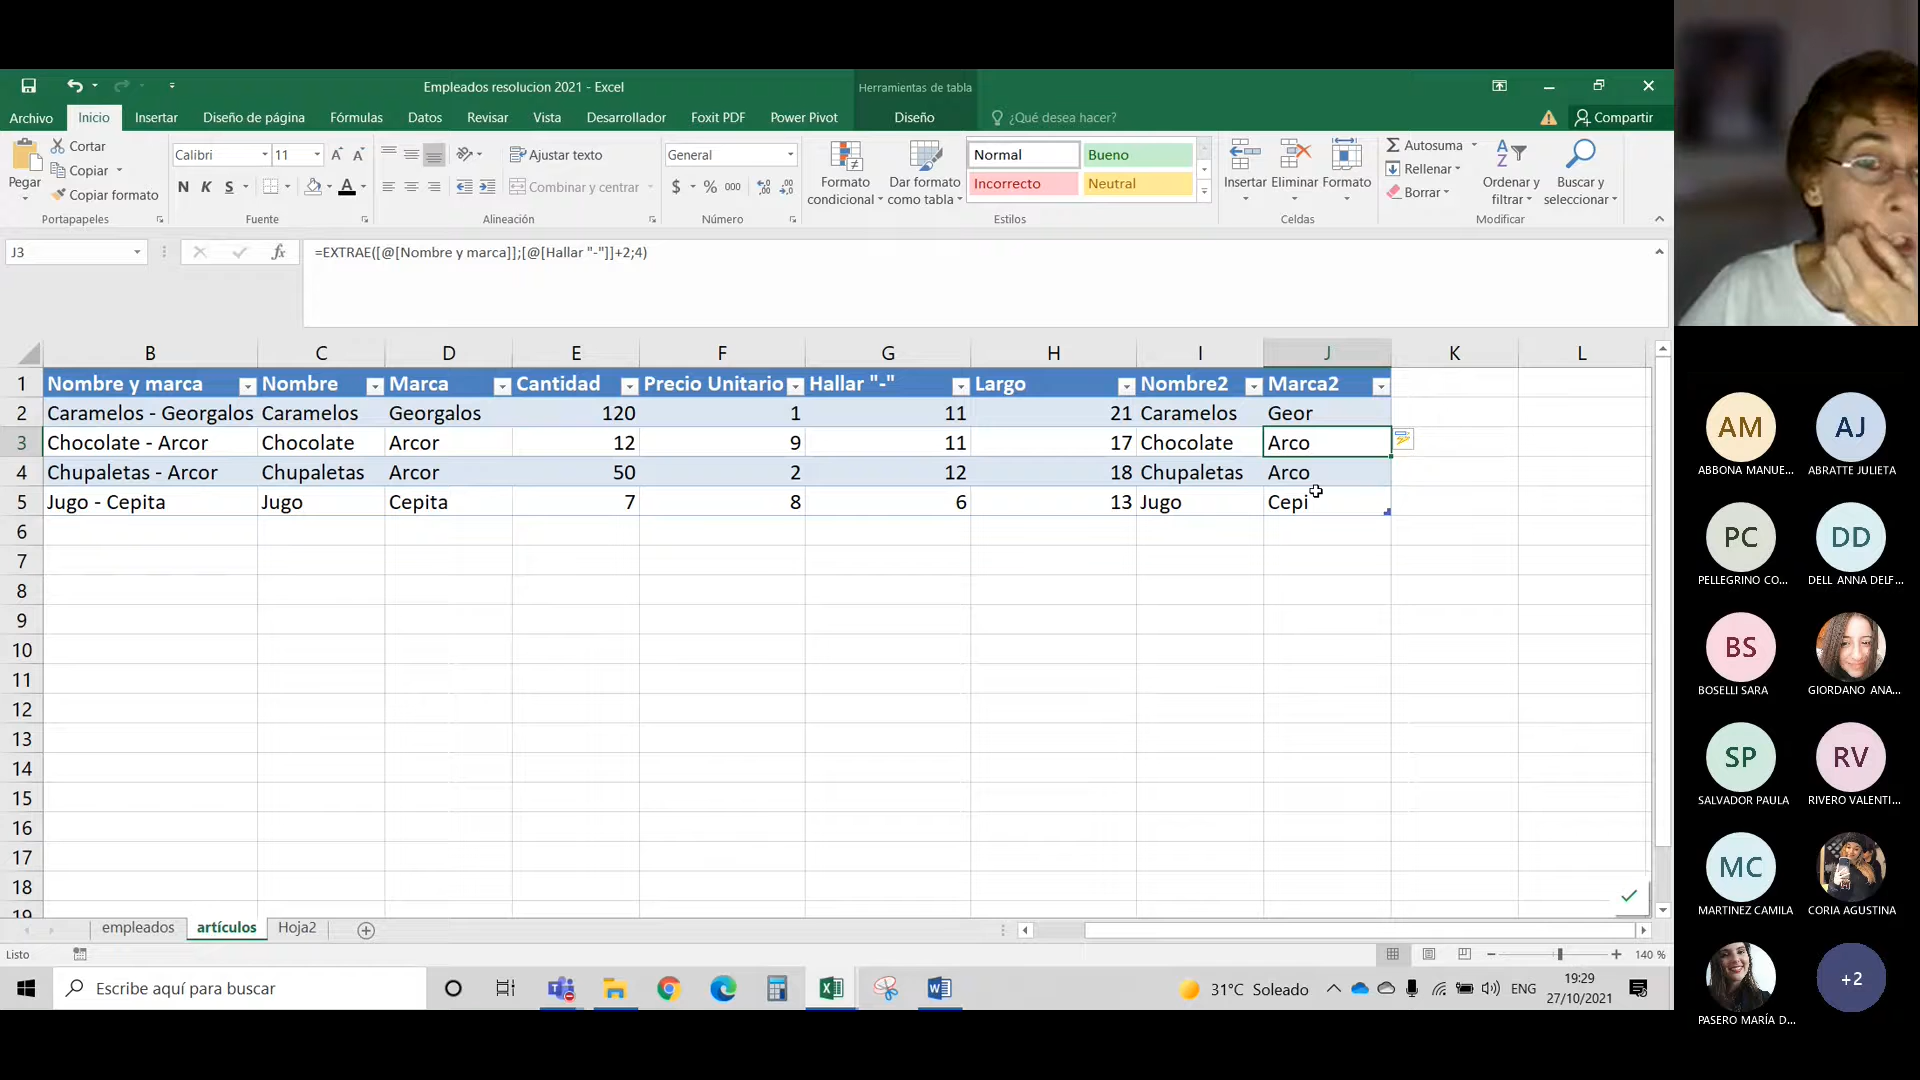 Empleados resolucion 2021 - Excel
Herramientas de tabla
Archivo Inicio Insertar Diseño de página Fórmulas Datos Revisar Vista Desarrollador Foxit PDF Power Pivot Diseño ¿Qué desea hacer? Compartir
Pegar
Cortar
Copiar
Copiar formato
Portapapeles
Calibri 11
N K S
Fuente
Ajustar texto
Combinar y centrar
Alineación
General
$ % 000
Número
Formato condicional
Dar formato como tabla
Normal Bueno
Incorrecto Neutral
Estilos
Insertar Eliminar Formato
Celdas
Autosuma
Rellenar
Borrar
Ordenar y filtrar
Buscar y seleccionar
Modificar
J3 fx =EXTRAE([@[Nombre y marca]];[@[Hallar "-"]]+2;4)
B C D E F G H I J K L
1 Nombre y marca Nombre Marca Cantidad Precio Unitario Hallar "-" Largo Nombre2 Marca2
2 Caramelos - Georgalos Caramelos Georgalos 120 1 11 21 Caramelos Geor
3 Chocolate - Arcor Chocolate Arcor 12 9 11 17 Chocolate Arco
4 Chupaletas - Arcor Chupaletas Arcor 50 2 12 18 Chupaletas Arco
5 Jugo - Cepita Jugo Cepita 7 8 6 13 Jugo Cepi
6
7
8
9
10
11
12
13
14
15
16
17
18
19
empleados artículos Hoja2
Listo
140 %
Escribe aquí para buscar
31°C Soleado
ENG
19:29
27/10/2021
AM
ABBONA MANUE...
AJ
ABRATTE JULIETA
PC
PELLEGRINO CO...
DD
DELL ANNA DELF...
BS
BOSELLI SARA
GIORDANO ANA...
SP
SALVADOR PAULA
RV
RIVERO VALENTI...
MC
MARTINEZ CAMILA
CORIA AGUSTINA
PASERO MARÍA D...
+2